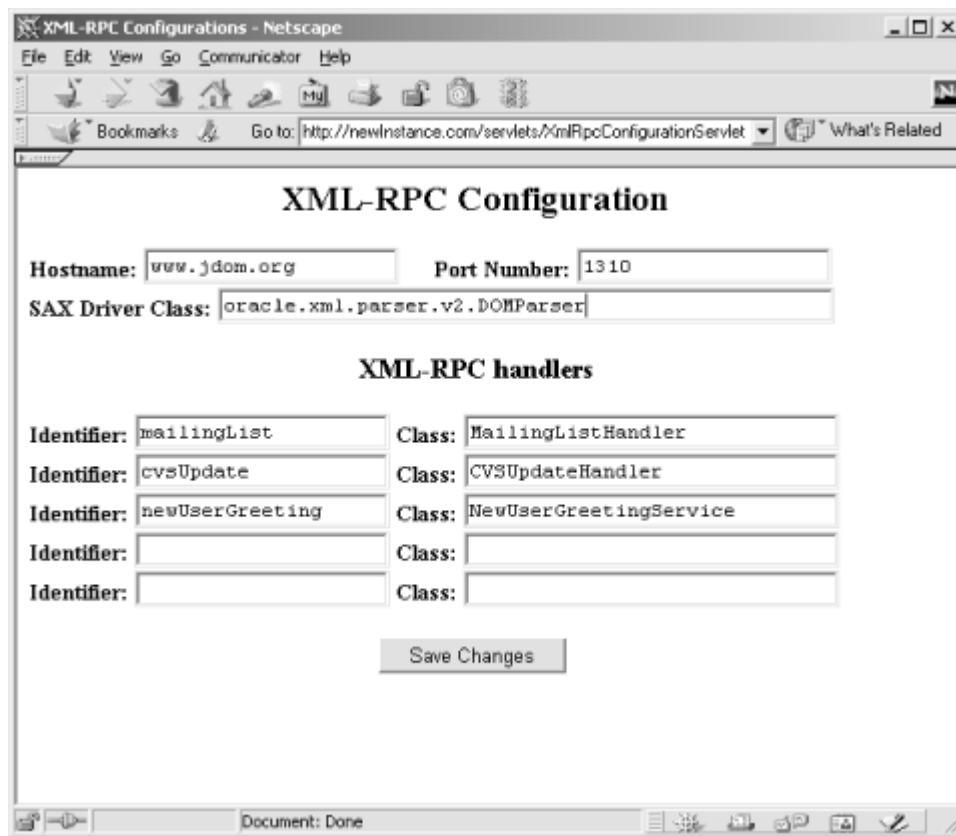 XML-RPC Configurations - Netscape
File Edit View Go Communicator Help
My
N
Bookmarks Go to: http://newInstance.com/servlets/XmlRpcConfigurationServlet What's Related
XML-RPC Configuration
Hostname: www.jdom.org Port Number: 1310
SAX Driver Class: oracle.xml.parser.v2.DOMParser
XML-RPC handlers
Identifier: mailingList Class: MailingListHandler
Identifier: cvsUpdate Class: CVSUpdateHandler
Identifier: newUserGreeting Class: NewUserGreetingService
Identifier: Class:
Identifier: Class:
Save Changes
Document: Done